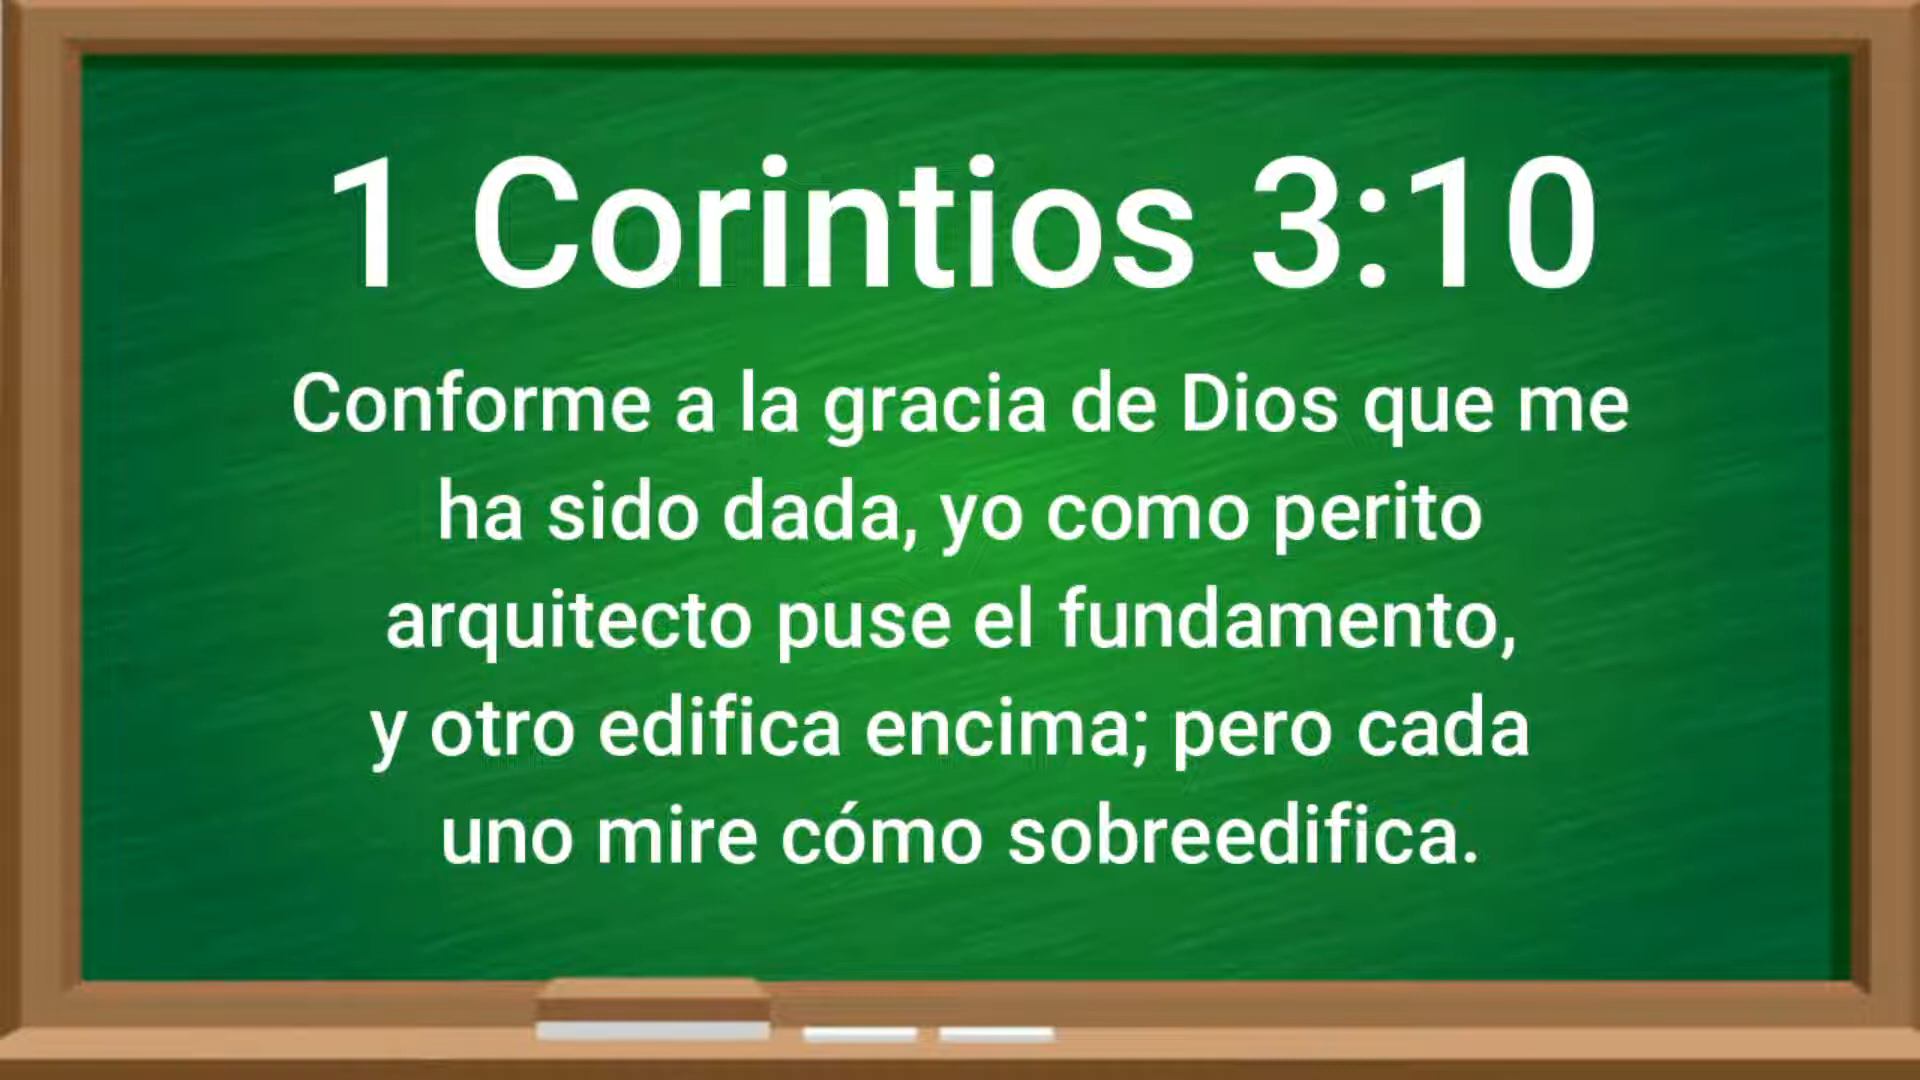 1 Corintios 3:10
Conforme a la gracia de Dios que me
ha sido dada, yo como perito
arquitecto puse el fundamento,
y otro edifica encima; pero cada
uno mire cómo sobreedifica.